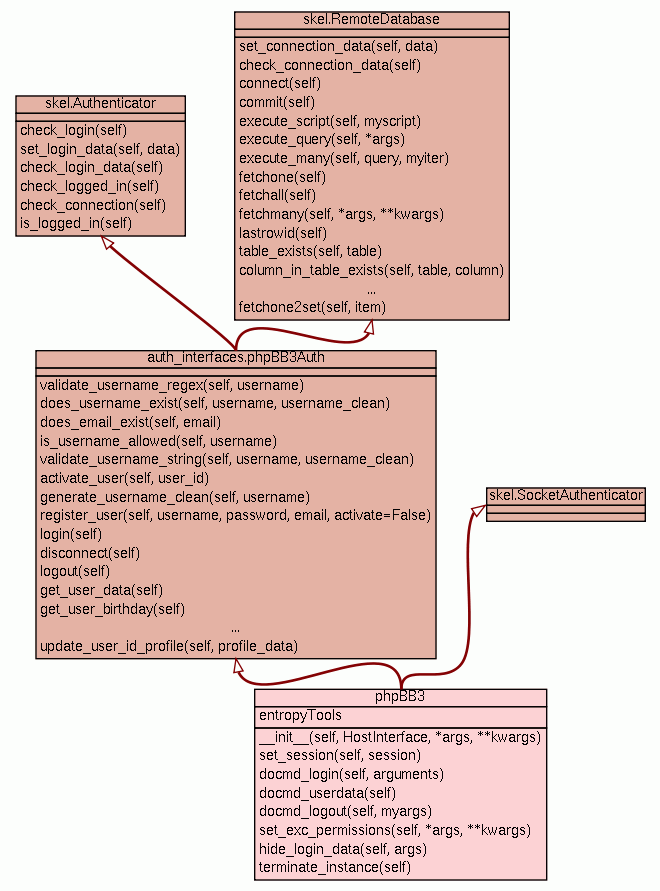 skel.RemoteDatabase
set_connection_data(self, data)
check_connection_data(self)
connect(self)
commit(self)
execute_script(self, myscript)
execute_query(self, *args)
execute_many(self, query, myiter)
fetchone(self)
fetchall(self)
fetchmany(self, *args, **kwargs)
lastrowid(self)
table_exists(self, table)
column_in_table_exists(self, table, column)
...
fetchone2set(self, item)
skel.Authenticator
check_login(self)
set_login_data(self, data)
check_login_data(self)
check_logged_in(self)
check_connection(self)
is_logged_in(self)
auth_interfaces.phpBB3Auth
validate_username_regex(self, username)
does_username_exist(self, username, username_clean)
does_email_exist(self, email)
is_username_allowed(self, username)
validate_username_string(self, username, username_clean)
activate_user(self, user_id)
generate_username_clean(self, username)
register_user(self, username, password, email, activate=False)
login(self)
disconnect(self)
logout(self)
get_user_data(self)
get_user_birthday(self)
...
update_user_id_profile(self, profile_data)
skel.SocketAuthenticator
phpBB3
entropyTools
__init__(self, HostInterface, *args, **kwargs)
set_session(self, session)
docmd_login(self, arguments)
docmd_userdata(self)
docmd_logout(self, myargs)
set_exc_permissions(self, *args, **kwargs)
hide_login_data(self, args)
terminate_instance(self)